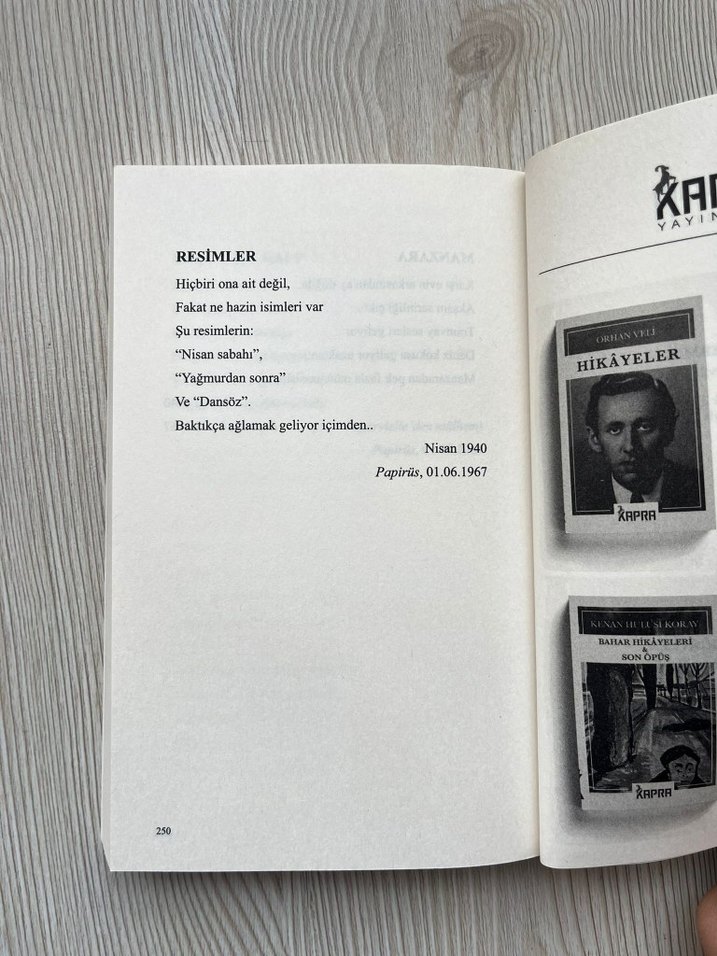 RESİMLER
Hiçbiri ona ait değil,
Fakat ne hazin isimleri var
Şu resimlerin:
“Nisan sabahı”,
“Yağmurdan sonra”
Ve “Dansöz”.
Baktıkça ağlamak geliyor içimden..
Nisan 1940
Papirüs, 01.06.1967
250
ORHAN VELİ
HİKÂYELER
KAPRA
KENAN HULUSİ KORAY
BAHAR HİKÂYELERİ
&
SON ÖPÜŞ
KAPRA